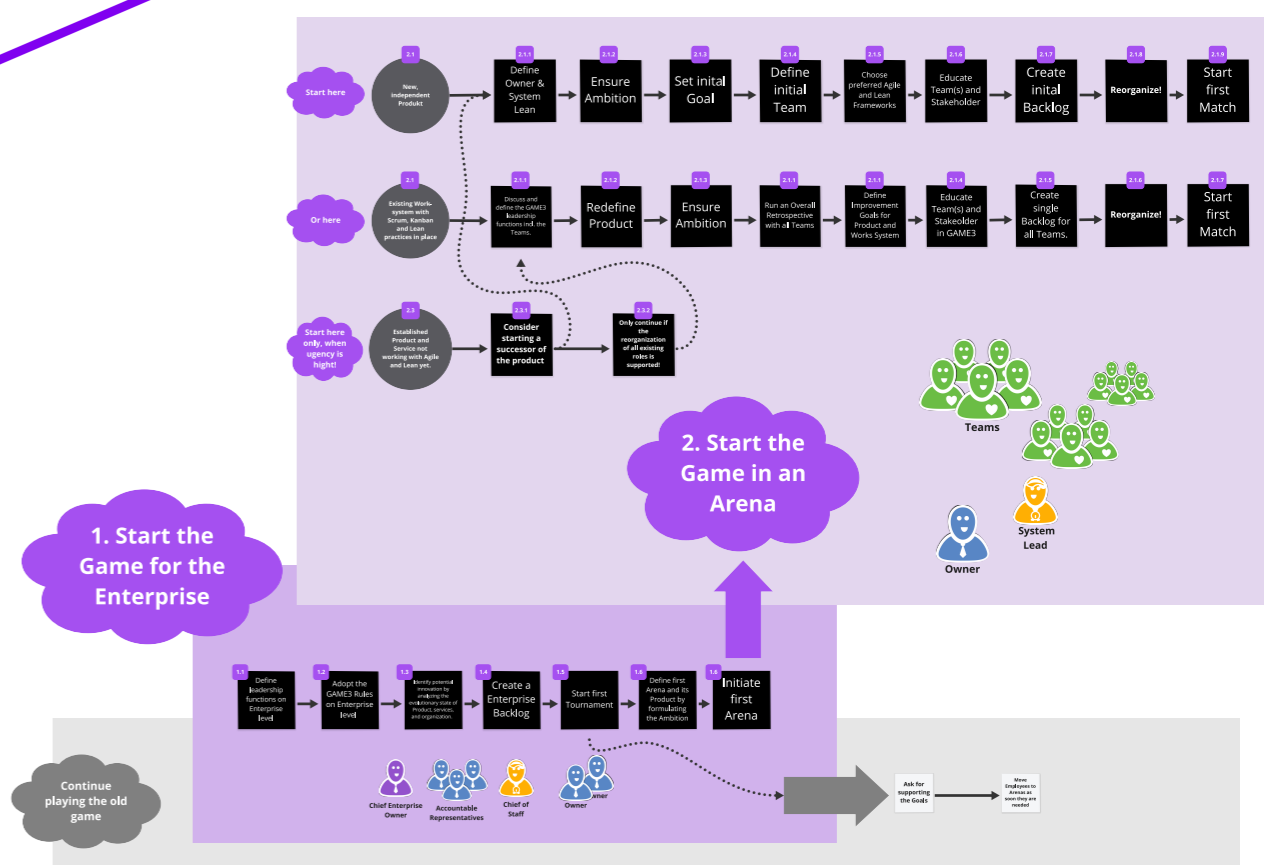 2.1
2.1.1
2.1.2
2.1.3
2.1.4
2.1.5
2.1.6
2.1.7
2.1.8
2.1.9
Start here
New,
independent
Produkt
Define
Owner &
System
Lean
Ensure
Ambition
Set inital
Goal
Define
initial
Team
Choose
preferred Agile
and Lean
Frameworks
Educate
Team(s) and
Stakeholder
Create
inital
Backlog
Reorganize!
Start
first
Match
2.1
2.1.1
2.1.2
2.1.3
2.1.1
2.1.1
2.1.4
2.1.5
2.1.6
2.1.7
Or here
Existing Work-
system with
Scrum, Kanban
and Lean
practices in place
Discuss and
define the GAME3
leadership
functions incl. the
Teams.
Redefine
Product
Ensure
Ambition
Run an Overall
Retrospective
with all Teams
Define
Improvement
Goals for
Product and
Works System
Educate
Team(s) and
Stakeolder
in GAME3
Create
single
Backlog for
all Teams.
Reorganize!
Start
first
Match
2.3
2.3.1
2.3.2
Start here
only, when
ugency is
hight!
Established
Product and
Service not
working with Agile
and Lean yet.
Consider
starting a
successor of
the product
Only continue if
the
reorganization
of all existing
roles is
supported!
Teams
System
Lead
Owner
2. Start the
Game in an
Arena
1. Start the
Game for the
Enterprise
1.1
1.2
1.3
1.4
1.5
1.6
1.6
Define
leadership
functions on
Enterprise
level
Adopt the
GAME3 Rules
on Enterprise
level
Identify potential
innovation by
analyzing the
evolutionary state of
Product, services,
and organization.
Create a
Enterprise
Backlog
Start first
Tournament
Define first
Arena and its
Product by
formulating
the Ambition
Initiate
first
Arena
Chief Enterprise
Owner
Accountable
Representatives
Chief of
Staff
Owner
wner
Continue
playing the old
game
Ask for
supporting
the Goals
Move
Employees to
Arenas as
soon they are
needed